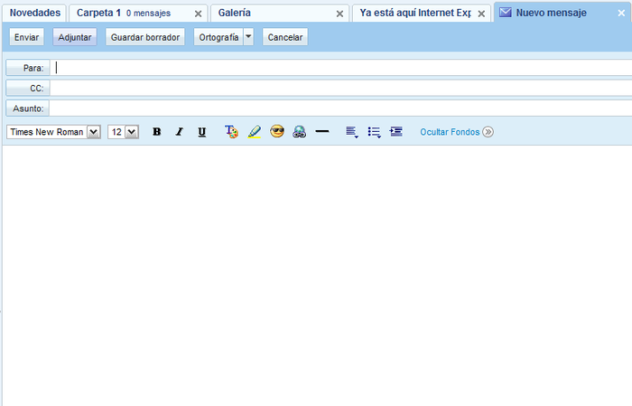 Novedades Carpeta 1 0 mensajes Galería Ya está aquí Internet Exp Nuevo mensaje
Enviar Adjuntar Guardar borrador Ortografía Cancelar
Para:
CC:
Asunto:
Times New Roman 12 B I U T Ocultar Fondos